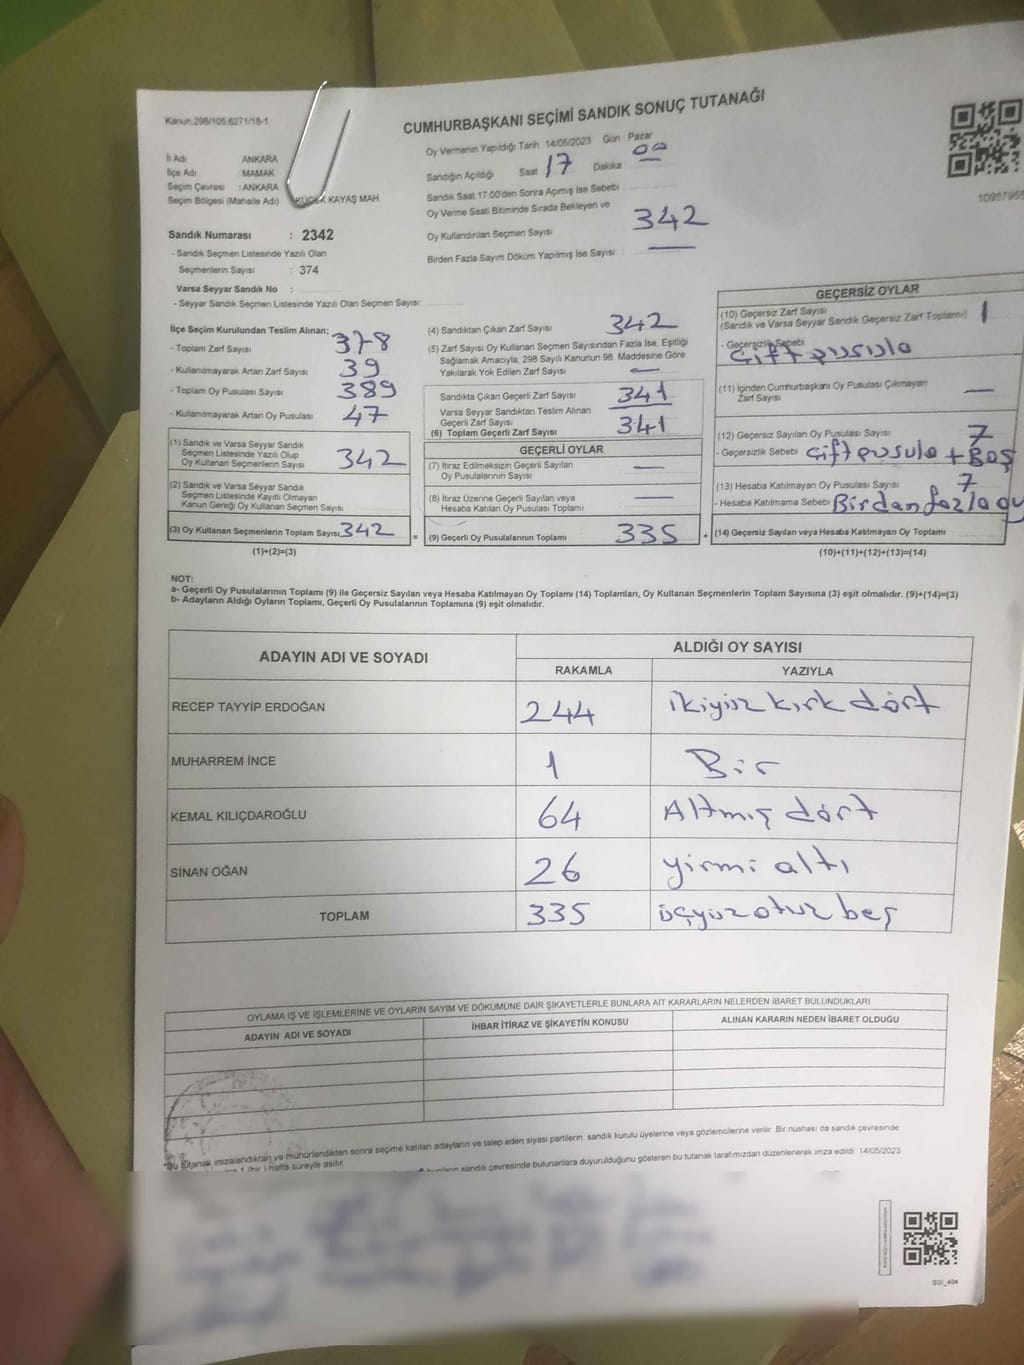 Kanun,298/105,6271/18-1
CUMHURBAŞKANI SEÇİMİ SANDIK SONUÇ TUTANAĞI
İl Adı ANKARA
İlçe Adı MAMAK
Seçim Çevresi : ANKARA
Seçim Bölgesi (Mahalle Adı) KÜÇÜK KAYAŞ MAH.
Sandık Numarası : 2342
- Sandık Seçmen Listesinde Yazılı Olan
Seçmenlerin Sayısı : 374
Varsa Seyyar Sandık No :
- Seyyar Sandık Seçmen Listesinde Yazılı Olan Seçmen Sayısı
Oy Vermenin Yapıldığı Tarih 14/05/2023 Gün Pazar
Sandığın Açıldığı Saat 17 Dakika 00
Sandık Saat 17.00'den Sonra Açmış İse Sebebi
Oy Verme Saati Bitiminde Sırada Bekleyen ve
Oy Kullandırılan Seçmen Sayısı 342
Birden Fazla Sayım Döküm Yapılmış İse Sayısı : —
10937955
İlçe Seçim Kurulundan Teslim Alınan;
- Toplam Zarf Sayısı 378
- Kullanılmayarak Artan Zarf Sayısı 39
- Toplam Oy Pusulası Sayısı 389
- Kullanılmayarak Artan Oy Pusulası 47
(1) Sandık ve Varsa Seyyar Sandık
Seçmen Listesinde Yazılı Olup
Oy Kullanan Seçmenlerin Sayısı 342
(2) Sandık ve Varsa Seyyar Sandık
Seçmen Listesinde Kayıtlı Olmayan
Kanun Gereği Oy Kullanan Seçmen Sayısı
(3) Oy Kullanan Seçmenlerin Toplam Sayısı 342
(1)+(2)=(3)
(4) Sandıktan Çıkan Zarf Sayısı 342
(5) Zarf Sayısı Oy Kullanan Seçmen Sayısından Fazla İse, Eşitliği
Sağlamak Amacıyla, 298 Sayılı Kanunun 98. Maddesine Göre
Yakılarak Yok Edilen Zarf Sayısı —
Sandıkta Çıkan Geçerli Zarf Sayısı 341
Varsa Seyyar Sandıktan Teslim Alınan
Geçerli Zarf Sayısı
(6) Toplam Geçerli Zarf Sayısı 341
GEÇERLİ OYLAR
(7) İtiraz Edilmeksizin Geçerli Sayılan
Oy Pusulalarının Sayısı —
(8) İtiraz Üzerine Geçerli Sayılan veya
Hesaba Katılan Oy Pusulası Toplamı —
= (9) Geçerli Oy Pusulalarının Toplamı 335 +
GEÇERSİZ OYLAR
(10) Geçersiz Zarf Sayısı
(Sandık ve Varsa Seyyar Sandık Geçersiz Zarf Toplamı) 1
- Geçersizlik Sebebi
Çift pusula
(11) İçinden Cumhurbaşkanı Oy Pusulası Çıkmayan
Zarf Sayısı —
(12) Geçersiz Sayılan Oy Pusulası Sayısı 7
- Geçersizlik Sebebi Çift pusula + Boş
(13) Hesaba Katılmayan Oy Pusulası Sayısı 7
- Hesaba Katılmama Sebebi Birdan fazla oy
(14) Geçersiz Sayılan veya Hesaba Katılmayan Oy Toplamı
(10)+(11)+(12)+(13)=(14)
NOT:
a- Geçerli Oy Pusulalarının Toplamı (9) ile Geçersiz Sayılan veya Hesaba Katılmayan Oy Toplamı (14) Toplamları, Oy Kullanan Seçmenlerin Toplam Sayısına (3) eşit olmalıdır. (9)+(14)=(3)
b- Adayların Aldığı Oyların Toplamı, Geçerli Oy Pusulalarının Toplamına (9) eşit olmalıdır.
ADAYIN ADI VE SOYADI ALDIĞI OY SAYISI
RAKAMLA YAZIYLA
RECEP TAYYİP ERDOĞAN 244 ikiyüz kırk dört
MUHARREM İNCE 1 Bir
KEMAL KILIÇDAROĞLU 64 Altmış dört
SİNAN OĞAN 26 yirmi altı
TOPLAM 335 üçyüz otuz beş
OYLAMA İŞ VE İŞLEMLERİNE VE OYLARIN SAYIM VE DÖKÜMÜNE DAİR ŞİKAYETLERLE BUNLARA AİT KARARLARIN NELERDEN İBARET BULUNDUKLARI
ADAYIN ADI VE SOYADI İHBAR İTİRAZ VE ŞİKAYETİN KONUSU ALINAN KARARIN NEDEN İBARET OLDUĞU
*Bu tutanak imzalandıktan ve mühürlendikten sonra seçime katılan adayların ve talep eden siyasi partilerin sandık kurulu üyelerine veya gözlemcilerine verilir. Bir nüshası da sandık çevresinde
1 (bir) hafta süreyle asılır.
bunların sandık çevresinde bulunanlara duyurulduğunu gösteren bu tutanak tarafımızdan düzenlenerek imza edildi. 14/05/2023